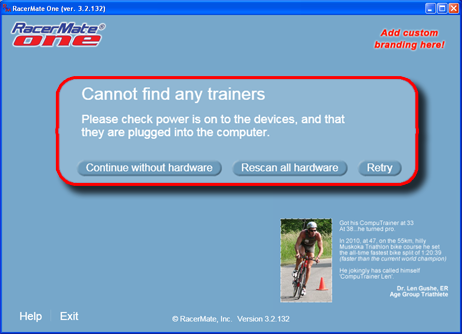 RacerMate One (ver. 3.2.132)
RacerMate®
one
Add custom
branding here!
Cannot find any trainers
Please check power is on to the devices, and that
they are plugged into the computer.
Continue without hardware
Rescan all hardware
Retry
Got his CompuTrainer at 33
At 38, he turned pro.
In 2010, at 47, on the 55km, hilly
Muskoka Triathlon bike course he set
the all-time fastest bike split of 1:20:39
(faster than the current world champion)
He jokingly has called himself
'CompuTrainer Len'.
Dr. Len Gushe, ER
Age Group Triathlete
Help
Exit
© RacerMate, Inc. Version 3.2.132